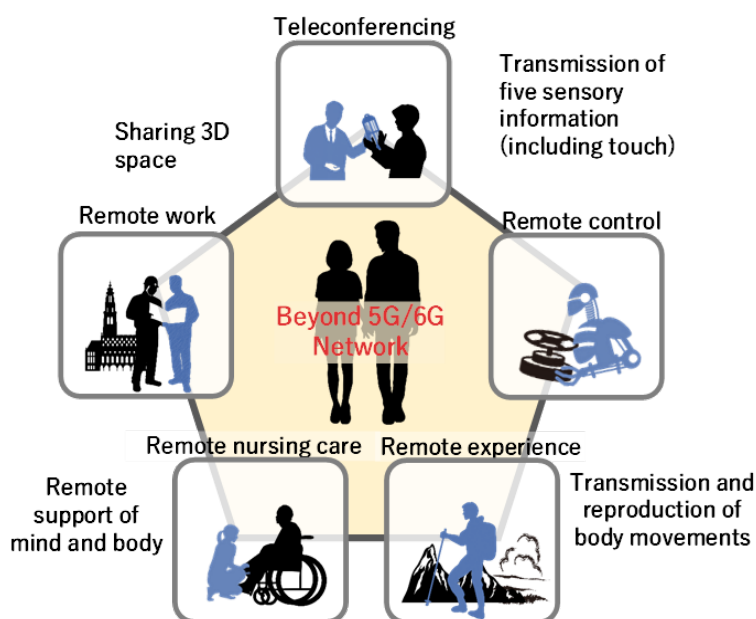 Teleconferencing
Transmission of
five sensory
information
(including touch)
Sharing 3D
space
Remote work
Remote control
Beyond 5G/6G
Network
Remote nursing care
Remote experience
Remote
support of
mind and body
Transmission and
reproduction of
body movements